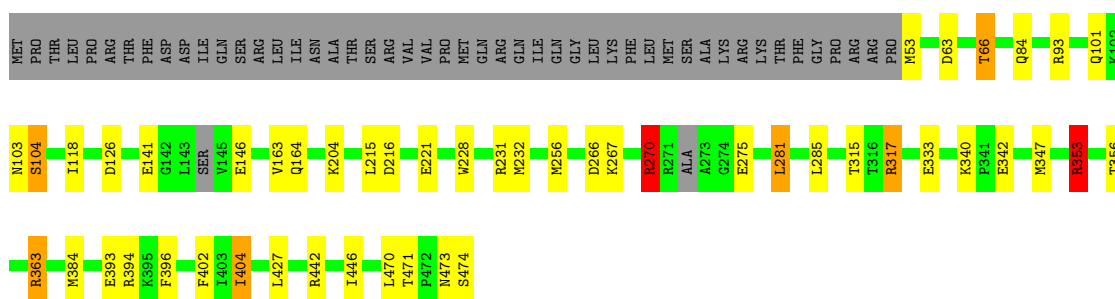 MET PRO THR LEU PRO ARG THR PHE ASP ASP ILE GLN SER ARG LEU ILE ASN ALA THR SER ARG VAL VAL PRO MET GLN ARG GLN ILE GLN GLY LEU LYS PHE LEU MET SER ALA LYS ARG LYS THR PHE GLY PRO ARG ARG PRO M53 D63 T66 Q84 R93 Q101 K102
N103 S104 I118 D126 E141 G142 L143 SER V145 E146 V163 Q164 K204 L215 D216 E221 W228 R231 M232 M256 D266 K267 R270 R271 ALA A273 G274 E275 L281 L285 T315 T316 R317 E333 K340 P341 E342 M347 R353 T356
R363 M384 E393 R394 K395 F396 F402 I403 I404 L427 R442 I446 L470 T471 P472 N473 S474